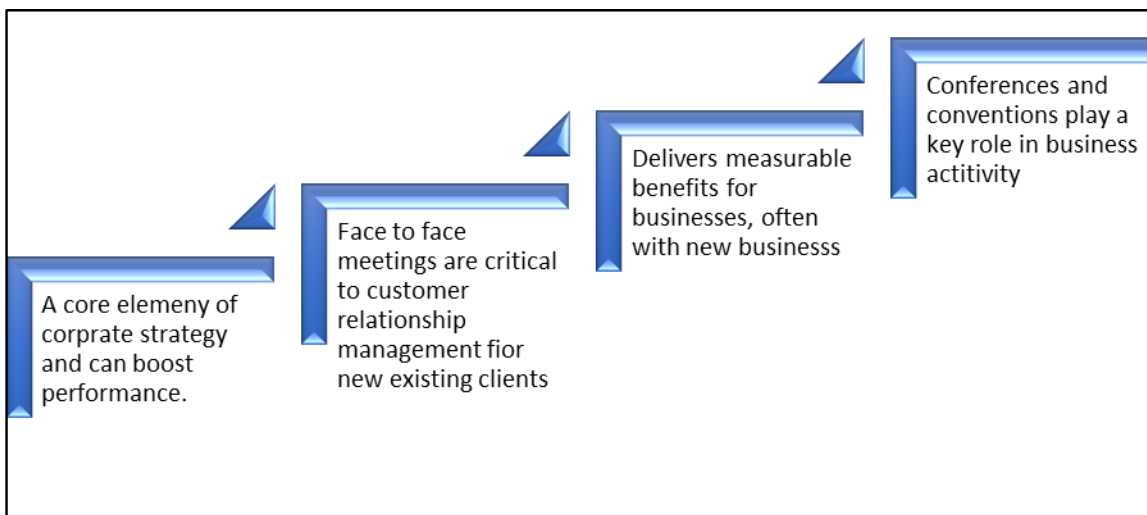 A core elemeny of
corprate strategy
and can boost
performance.
Face to face
meetings are critical
to customer
relationship
management fior
new existing clients
Delivers measurable
benefits for
businesses, often
with new businesss
Conferences and
conventions play a
key role in business
actitivity